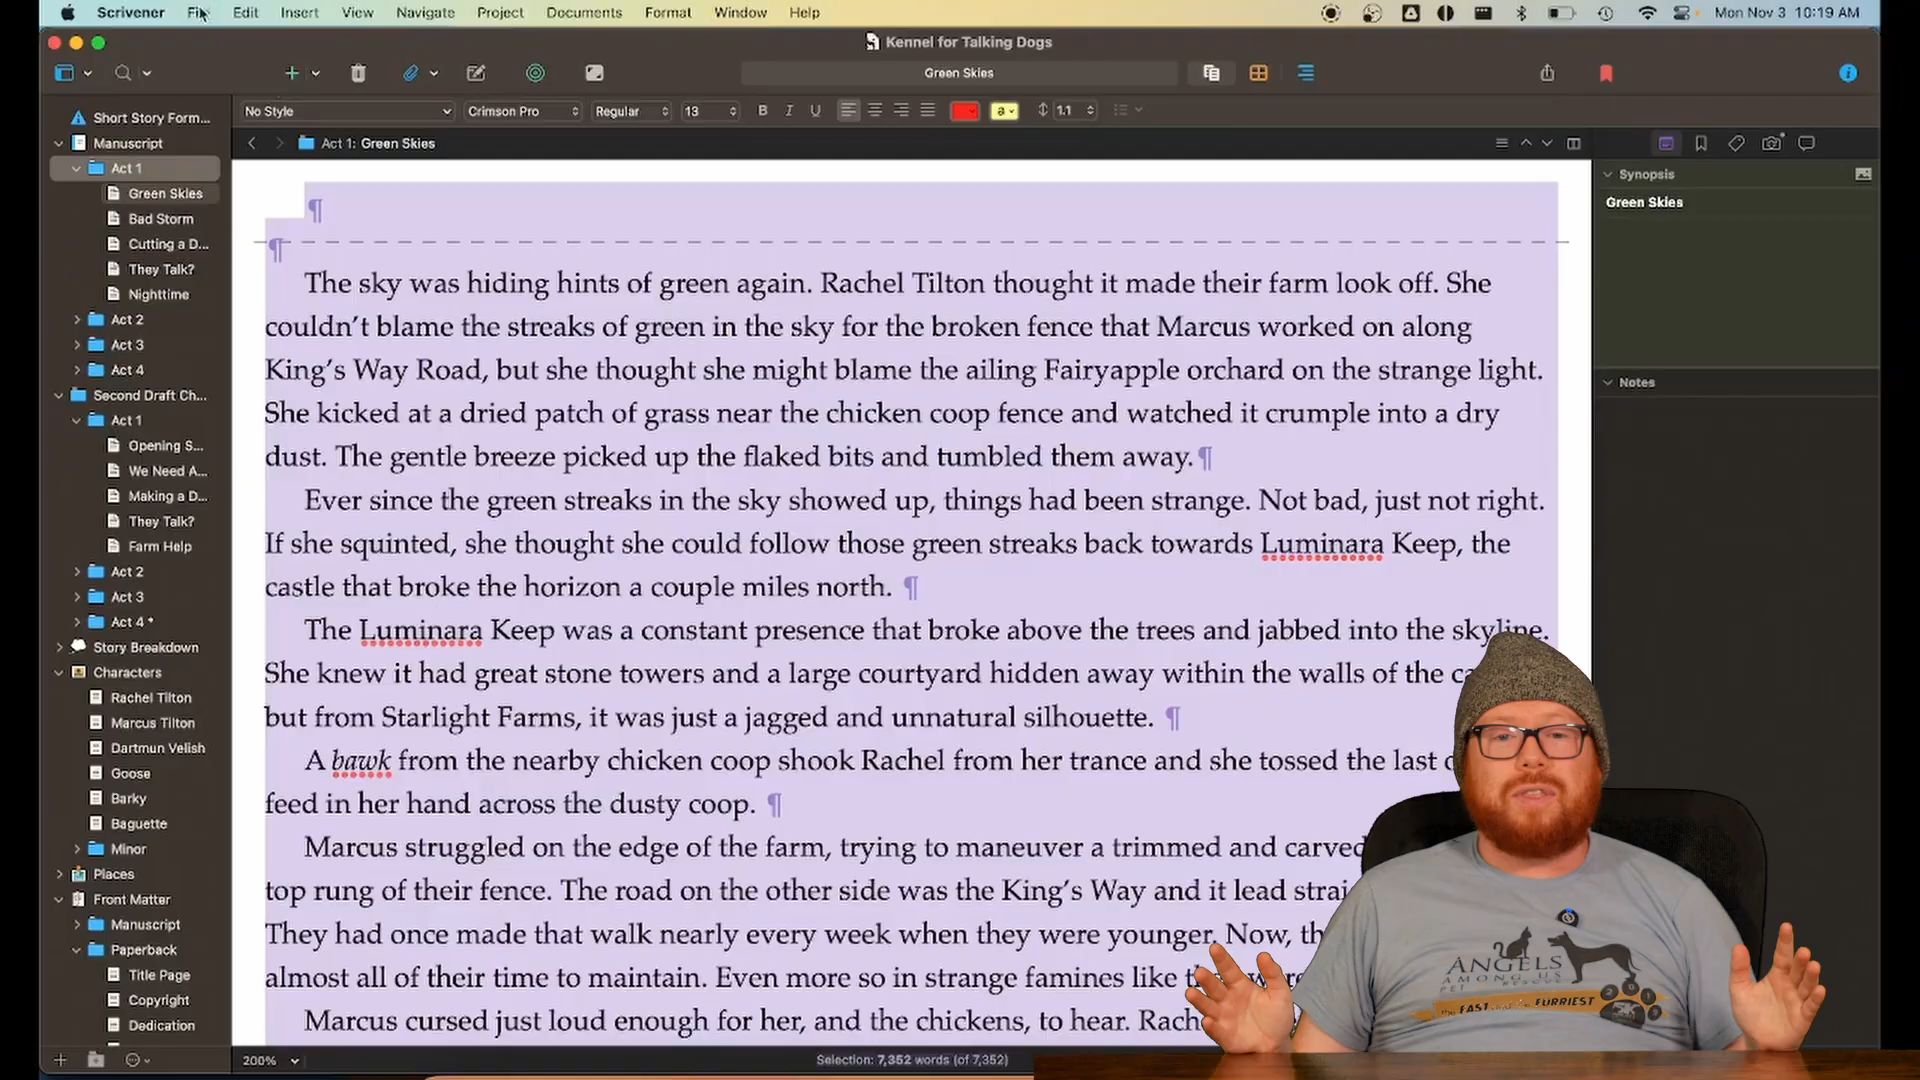 Scrivener File Edit Insert View Navigate Project Documents Format Window Help Mon Nov 3 10:19 AM
Kennel for Talking Dogs
Green Skies
No Style Crimson Pro Regular 13 B I U a 1.1
Act 1: Green Skies
Short Story Form...
Manuscript
Act 1
Green Skies
Bad Storm
Cutting a D...
They Talk?
Nighttime
Act 2
Act 3
Act 4
Second Draft Ch...
Act 1
Opening S...
We Need A...
Making a D...
They Talk?
Farm Help
Act 2
Act 3
Act 4 *
Story Breakdown
Characters
Rachel Tilton
Marcus Tilton
Dartmun Velish
Goose
Barky
Baguette
Minor
Places
Front Matter
Manuscript
Paperback
Title Page
Copyright
Dedication
¶
¶
The sky was hiding hints of green again. Rachel Tilton thought it made their farm look off. She
couldn’t blame the streaks of green in the sky for the broken fence that Marcus worked on along
King’s Way Road, but she thought she might blame the ailing Fairyapple orchard on the strange light.
She kicked at a dried patch of grass near the chicken coop fence and watched it crumple into a dry
dust. The gentle breeze picked up the flaked bits and tumbled them away.¶
Ever since the green streaks in the sky showed up, things had been strange. Not bad, just not right.
If she squinted, she thought she could follow those green streaks back towards Luminara Keep, the
castle that broke the horizon a couple miles north. ¶
The Luminara Keep was a constant presence that broke above the trees and jabbed into the skyline.
She knew it had great stone towers and a large courtyard hidden away within the walls of the
but from Starlight Farms, it was just a jagged and unnatural silhouette. ¶
A bawk from the nearby chicken coop shook Rachel from her trance and she tossed the last
feed in her hand across the dusty coop. ¶
Marcus struggled on the edge of the farm, trying to maneuver a trimmed and carved
top rung of their fence. The road on the other side was the King’s Way and it lead
They had once made that walk nearly every week when they were younger. Now,
almost all of their time to maintain. Even more so in strange famines like
Marcus cursed just loud enough for her, and the chickens, to hear.
200%
Selection: 7,352 words (of 7,352)
Synopsis
Green Skies
Notes
ANGELS
AMONG US
PET RESCUE
the FAST and the FURRIEST
5K